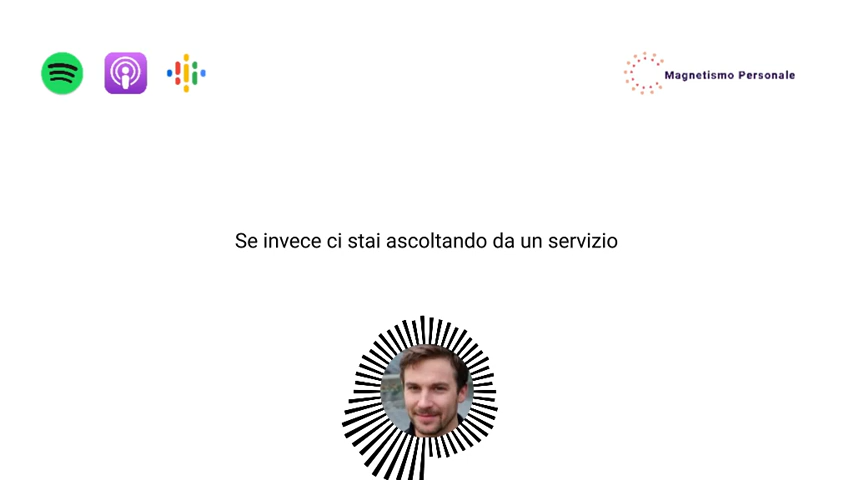 Magnetismo Personale
Se invece ci stai ascoltando da un servizio